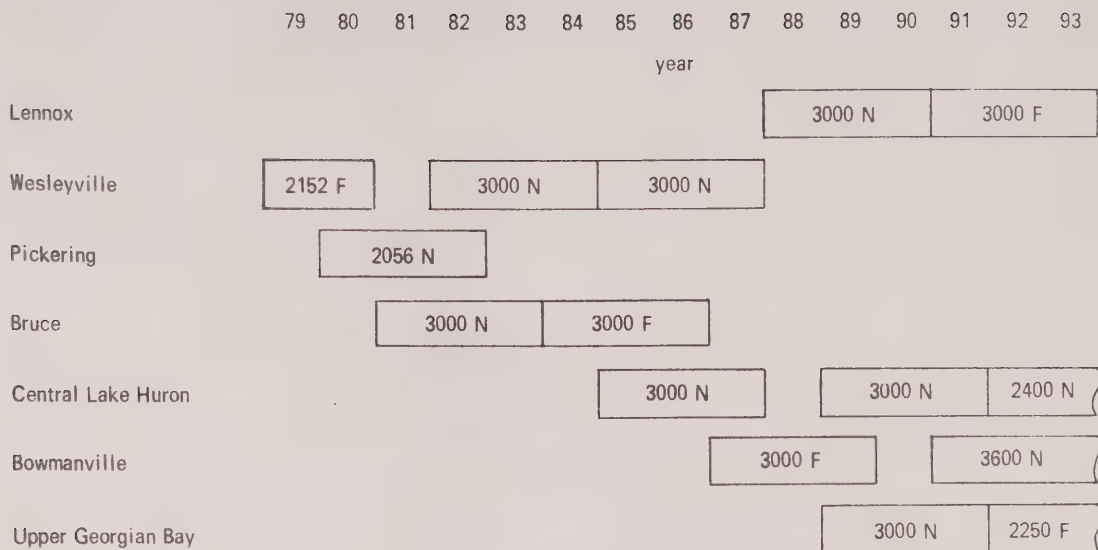 79 80 81 82 83 84 85 86 87 88 89 90 91 92 93
year
Lennox 3000 N 3000 F
Wesleyville 2152 F 3000 N 3000 N
Pickering 2056 N
Bruce 3000 N 3000 F
Central Lake Huron 3000 N 3000 N 2400 N
Bowmanville 3000 F 3600 N
Upper Georgian Bay 3000 N 2250 F